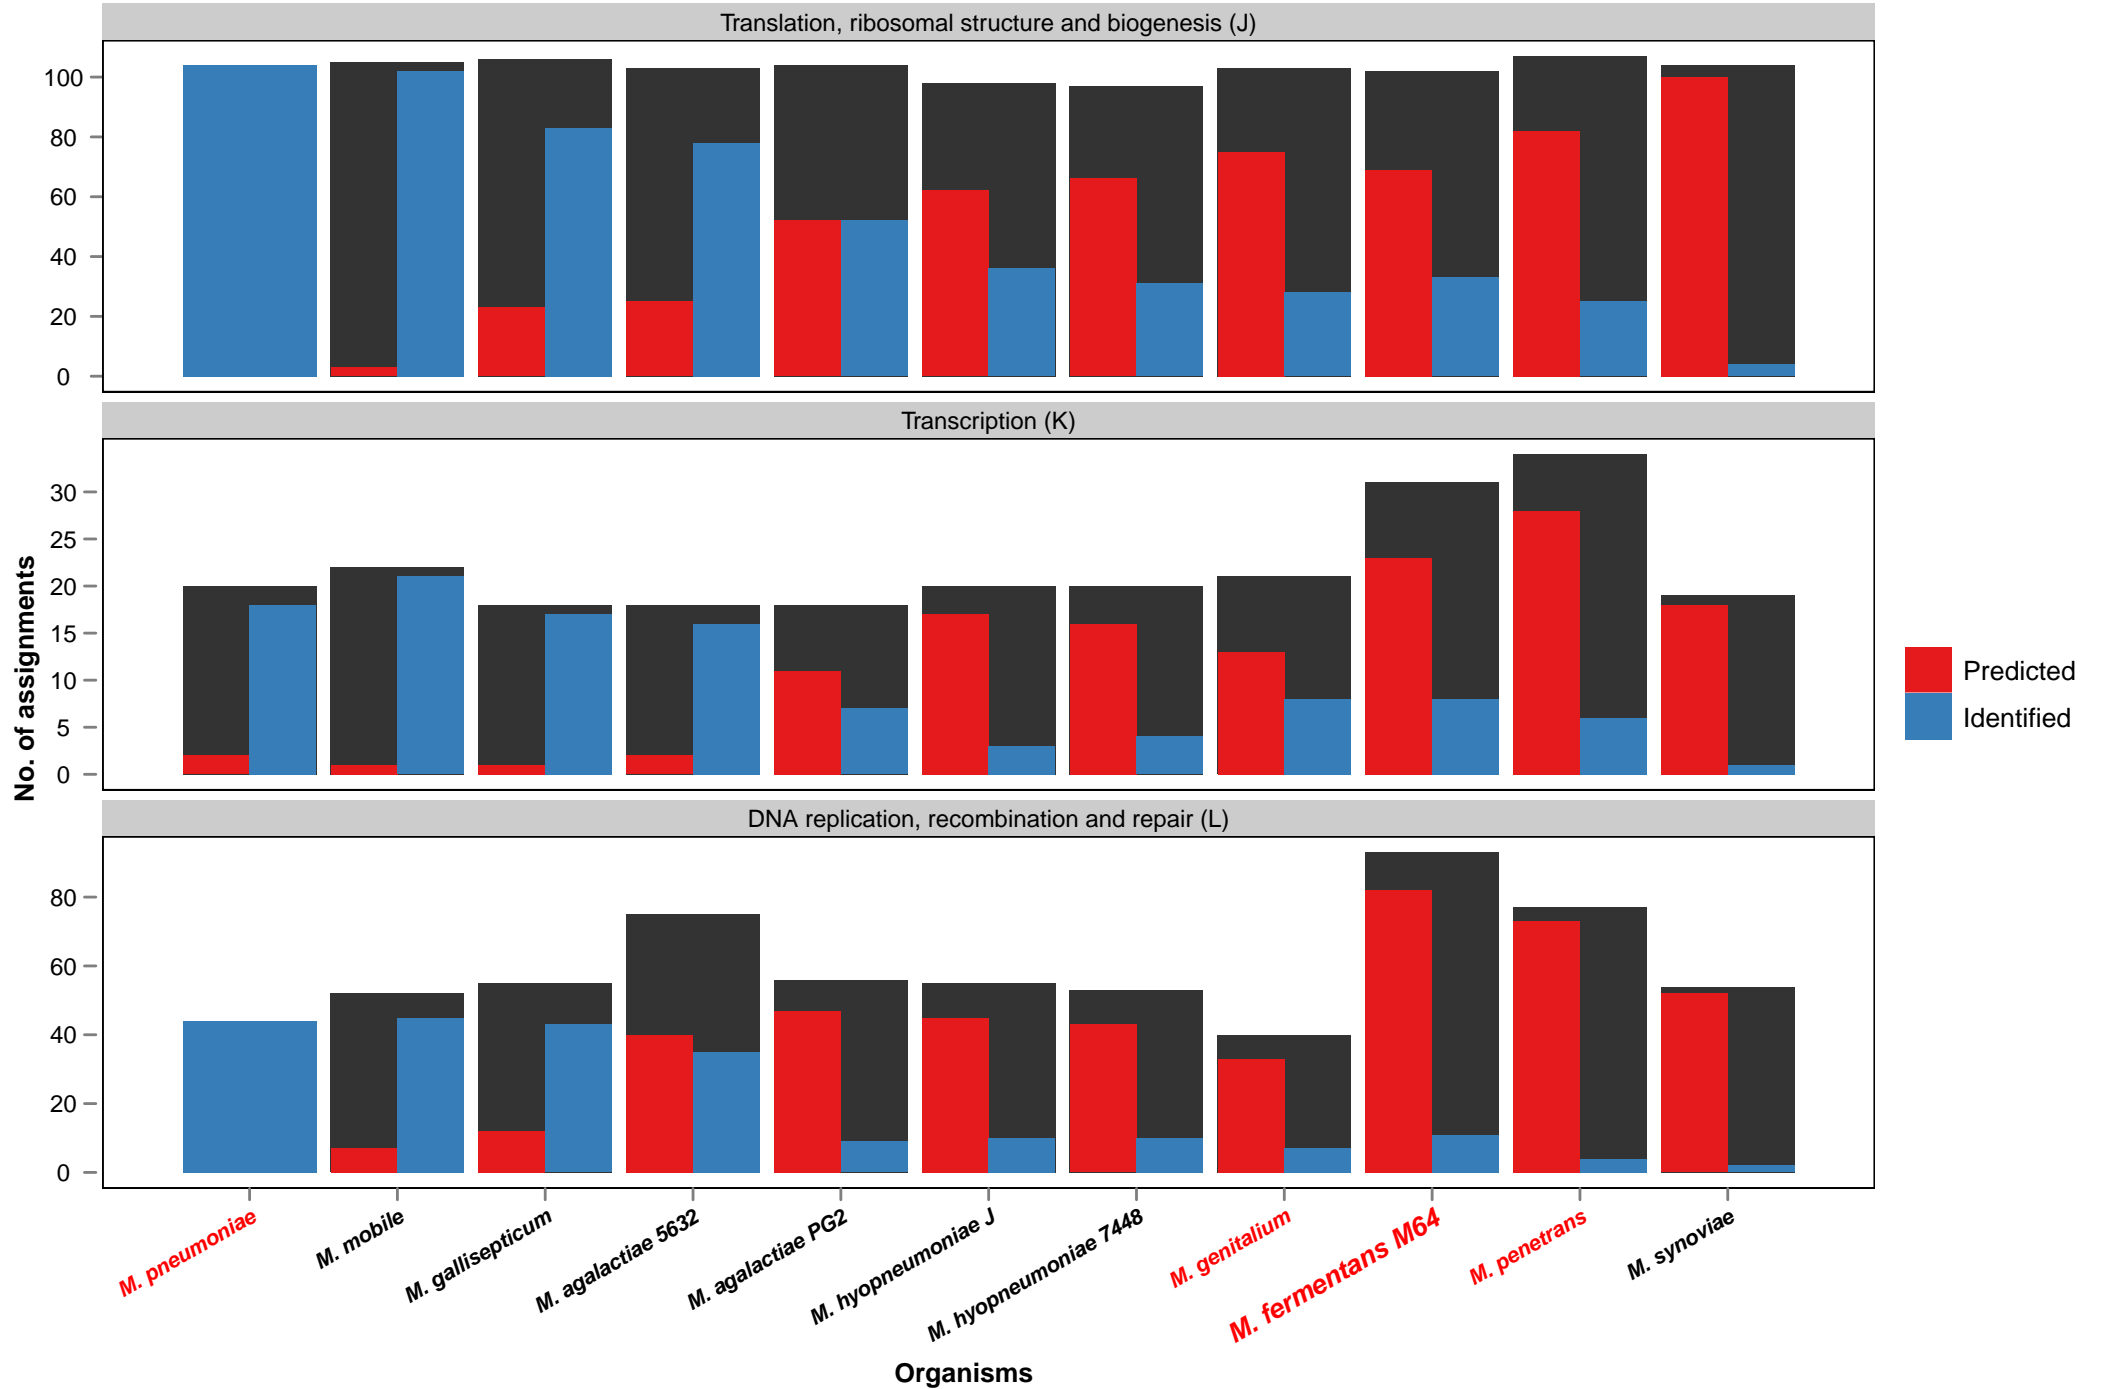 Translation, ribosomal structure and biogenesis (J)
100
80
60
40
20
0
Transcription (K)
30
25
20
15
10
5
0
DNA replication, recombination and repair (L)
80
60
40
20
0
No. of assignments
Predicted
Identified
M. pneumoniae
M. mobile
M. gallisepticum
M. agalactiae 5632
M. agalactiae PG2
M. hyopneumoniae J
M. hyopneumoniae 7448
M. genitalium
M. fermentans M64
M. penetrans
M. synoviae
Organisms